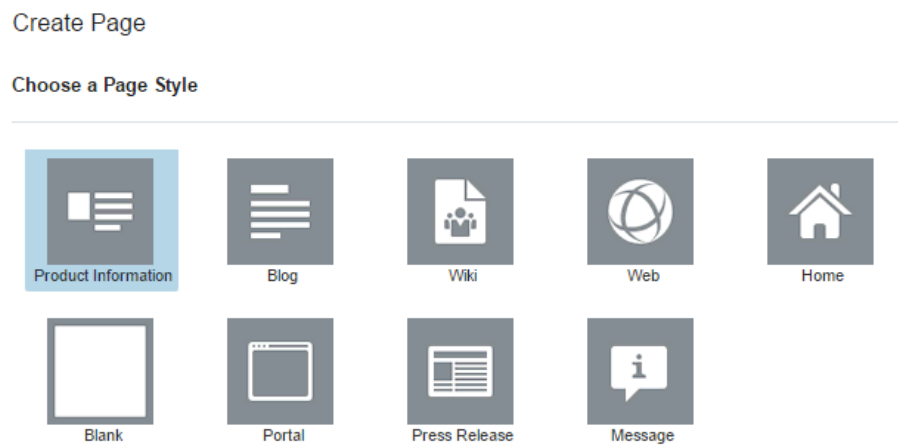 Create Page
Choose a Page Style
Product Information
Blog
Wiki
Web
Home
Blank
Portal
Press Release
Message